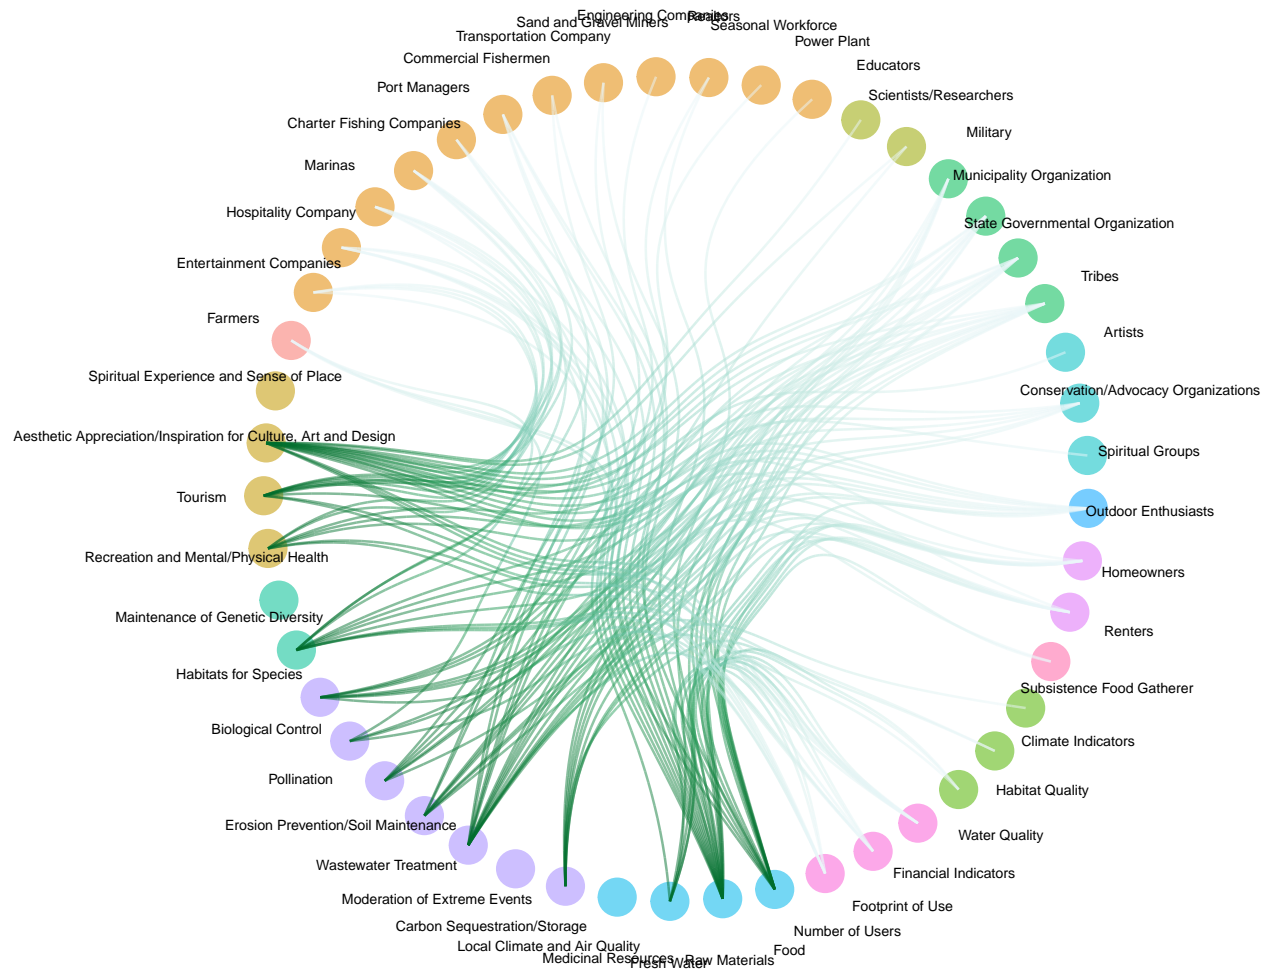 Engineering Companies
Realtors
Sand and Gravel Miners
Seasonal Workforce
Transportation Company
Power Plant
Commercial Fishermen
Educators
Port Managers
Scientists/Researchers
Charter Fishing Companies
Military
Marinas
Municipality Organization
Hospitality Company
State Governmental Organization
Entertainment Companies
Tribes
Farmers
Artists
Spiritual Experience and Sense of Place
Conservation/Advocacy Organizations
Aesthetic Appreciation/Inspiration for Culture, Art and Design
Spiritual Groups
Tourism
Outdoor Enthusiasts
Recreation and Mental/Physical Health
Homeowners
Maintenance of Genetic Diversity
Renters
Habitats for Species
Subsistence Food Gatherer
Biological Control
Climate Indicators
Pollination
Habitat Quality
Erosion Prevention/Soil Maintenance
Water Quality
Wastewater Treatment
Financial Indicators
Moderation of Extreme Events
Footprint of Use
Carbon Sequestration/Storage
Number of Users
Local Climate and Air Quality
Food
Medicinal Resources
Fresh Water
Raw Materials